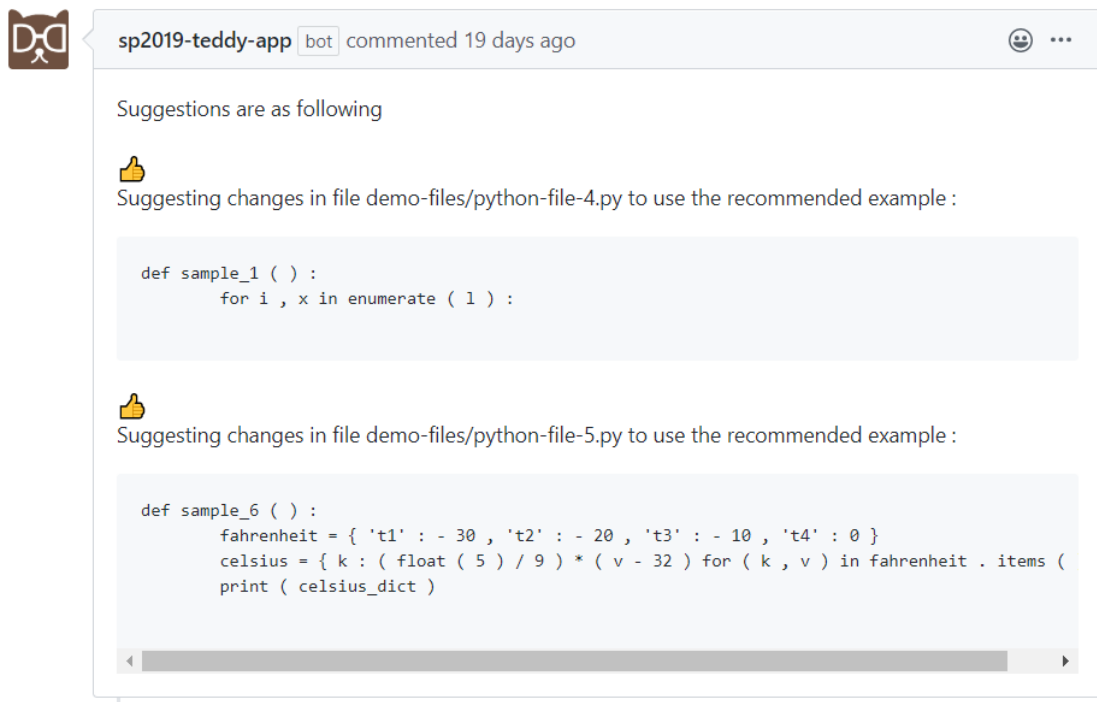 sp2019-teddy-app bot commented 19 days ago
Suggestions are as following
Suggesting changes in file demo-files/python-file-4.py to use the recommended example :
def sample_1 ( ) :
        for i , x in enumerate ( l ) :
Suggesting changes in file demo-files/python-file-5.py to use the recommended example :
def sample_6 ( ) :
        fahrenheit = { 't1' : - 30 , 't2' : - 20 , 't3' : - 10 , 't4' : 0 }
        celsius = { k : ( float ( 5 ) / 9 ) * ( v - 32 ) for ( k , v ) in fahrenheit . items (
        print ( celsius_dict )